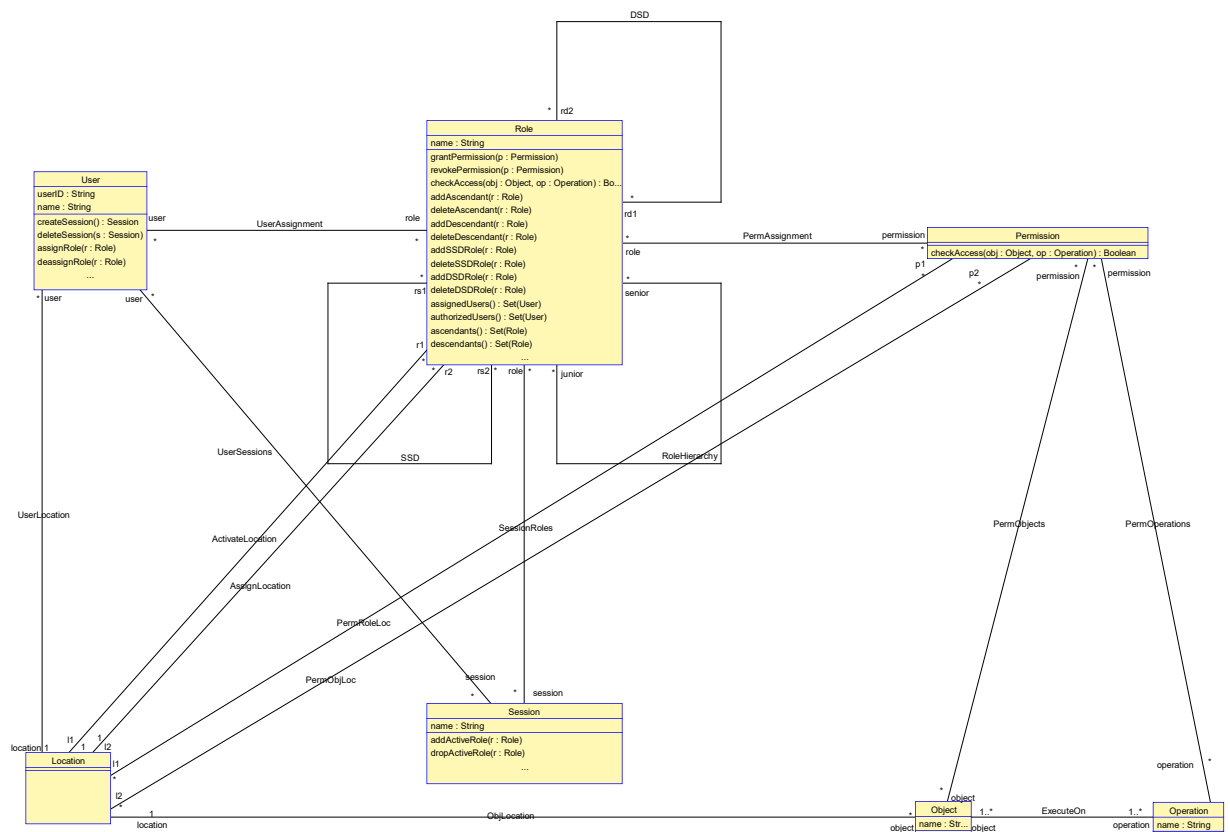 DSD
* rd2
Role
name : String
grantPermission(p : Permission)
revokePermission(p : Permission)
checkAccess(obj : Object, op : Operation) : Bo...
addAscendant(r : Role)
deleteAscendant(r : Role)
addDescendant(r : Role)
deleteDescendant(r : Role)
addSSDRole(r : Role)
deleteSSDRole(r : Role)
addDSDRole(r : Role)
deleteDSDRole(r : Role)
assignedUsers() : Set(User)
authorizedUsers() : Set(User)
ascendants() : Set(Role)
descendants() : Set(Role)
...
User
userID : String
name : String
createSession() : Session
deleteSession(s : Session)
assignRole(r : Role)
deassignRole(r : Role)
...
user
*
UserAssignment
role
*
*
rd1
*
role
PermAssignment
permission
*
Permission
checkAccess(obj : Object, op : Operation) : Boolean
*
rs1
*
senior
p1
*
p2
*
*
permission
*
permission
* user
user *
r1
*
* r2
rs2 *
role *
* junior
UserSessions
SSD
RoleHierarchy
UserLocation
ActivateLocation
SessionRoles
PermObjects
PermOperations
AssignLocation
PermRoleLoc
PermObjLoc
session
*
* session
Session
name : String
addActiveRole(r : Role)
dropActiveRole(r : Role)
...
location 1
l1
1
1
l2
Location
l1
*
l2
*
1
location
ObjLocation
*
object
*
object
Object
name : Str...
1..*
object
ExecuteOn
1..*
operation
operation
*
Operation
name : String